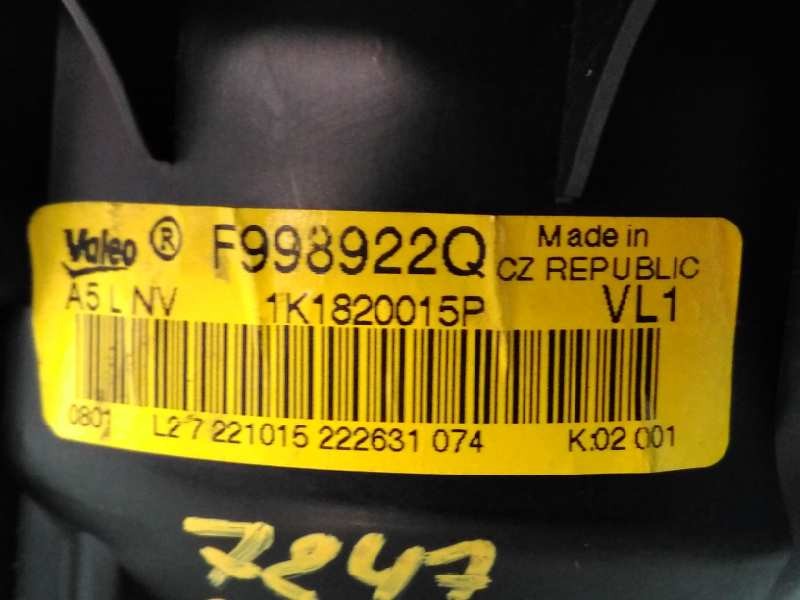 Valeo ® F998922Q Made in
CZ REPUBLIC
A5 L NV 1K1820015P VL1
0801 L2 7 221015 222631 074 K:02 001
7247